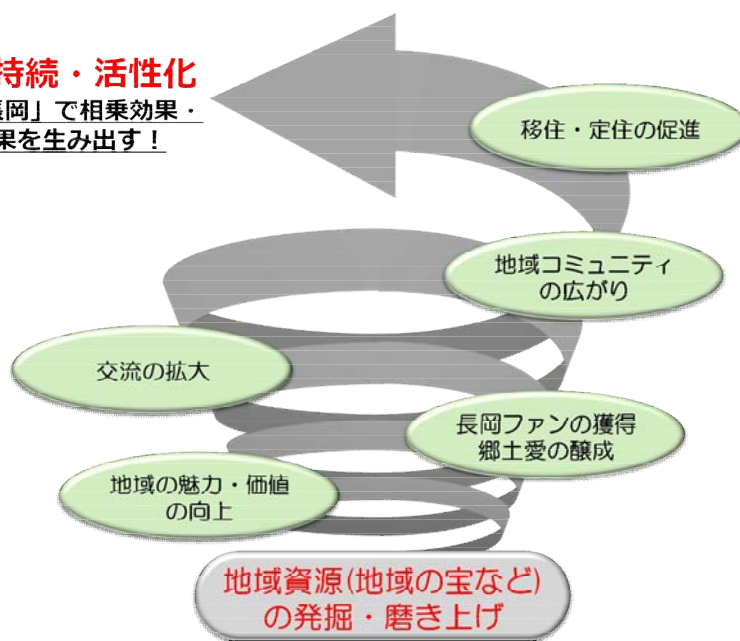 持続・活性化
長岡」で相乗効果・
果を生み出す！
移住・定住の促進
地域コミュニティ
の広がり
交流の拡大
長岡ファンの獲得
郷土愛の醸成
地域の魅力・価値
の向上
地域資源(地域の宝など)
の発掘・磨き上げ